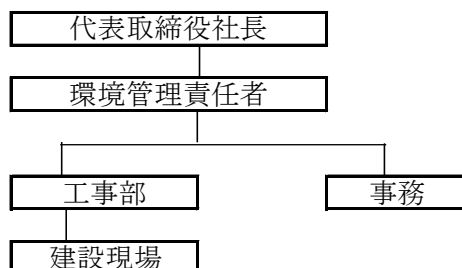 代表取締役社長
環境管理責任者
工事部
事務
建設現場